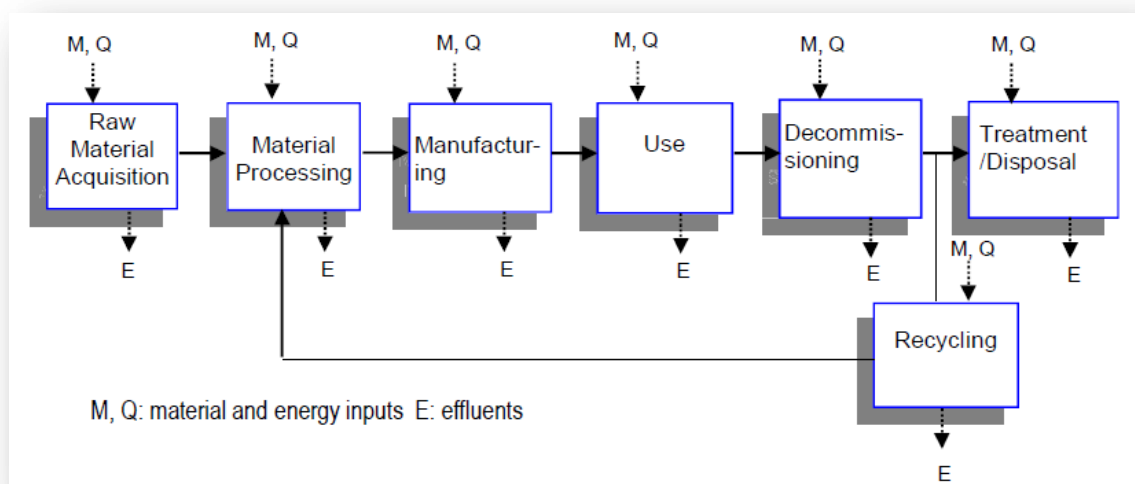 M, Q
M, Q
M, Q
M, Q
M, Q
M, Q
Raw
Material
Acquisition
Material
Processing
Manufactur-
ing
Use
Decommis-
sioning
Treatment
/Disposal
E
E
E
E
E
E
M, Q
Recycling
M, Q: material and energy inputs E: effluents
E